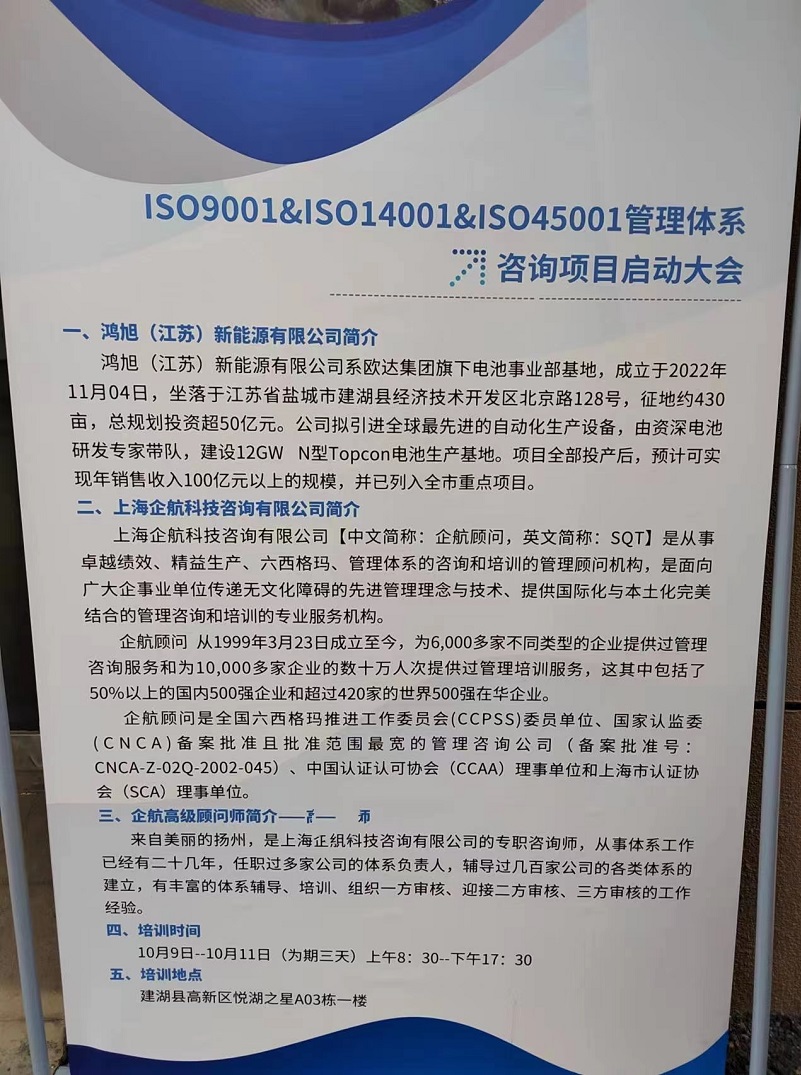 ISO9001&ISO14001&ISO45001管理体系
咨询项目启动大会
一、鸿旭（江苏）新能源有限公司简介
鸿旭（江苏）新能源有限公司系欧达集团旗下电池事业部基地，成立于2022年
11月04日，坐落于江苏省盐城市建湖县经济技术开发区北京路128号，征地约430
亩，总规划投资超50亿元。公司拟引进全球最先进的自动化生产设备，由资深电池
研发专家带队，建设12GW N型Topcon电池生产基地。项目全部投产后，预计可实
现年销售收入100亿元以上的规模，并已列入全市重点项目。
二、上海企航科技咨询有限公司简介
上海企航科技咨询有限公司【中文简称：企航顾问，英文简称：SQT】是从事
卓越绩效、精益生产、六西格玛、管理体系的咨询和培训的管理顾问机构，是面向
广大企事业单位传递无文化障碍的先进管理理念与技术、提供国际化与本土化完美
结合的管理咨询和培训的专业服务机构。
企航顾问 从1999年3月23日成立至今，为6,000多家不同类型的企业提供过管理
咨询服务和为10,000多家企业的数十万人次提供过管理培训服务，这其中包括了
50%以上的国内500强企业和超过420家的世界500强在华企业。
企航顾问是全国六西格玛推进工作委员会(CCPSS)委员单位、国家认监委
(CNCA)备案批准且批准范围最宽的管理咨询公司（备案批准号：
CNCA-Z-02Q-2002-045）、中国认证认可协会（CCAA）理事单位和上海市认证协
会（SCA）理事单位。
三、企航高级顾问师简介——
来自美丽的扬州，是上海企航科技咨询有限公司的专职咨询师，从事体系工作
已经有二十几年，任职过多家公司的体系负责人，辅导过几百家公司的各类体系的
建立，有丰富的体系辅导、培训、组织一方审核、迎接二方审核、三方审核的工作
经验。
四、培训时间
10月9日--10月11日（为期三天）上午8：30--下午17：30
五、培训地点
建湖县高新区悦湖之星A03栋一楼